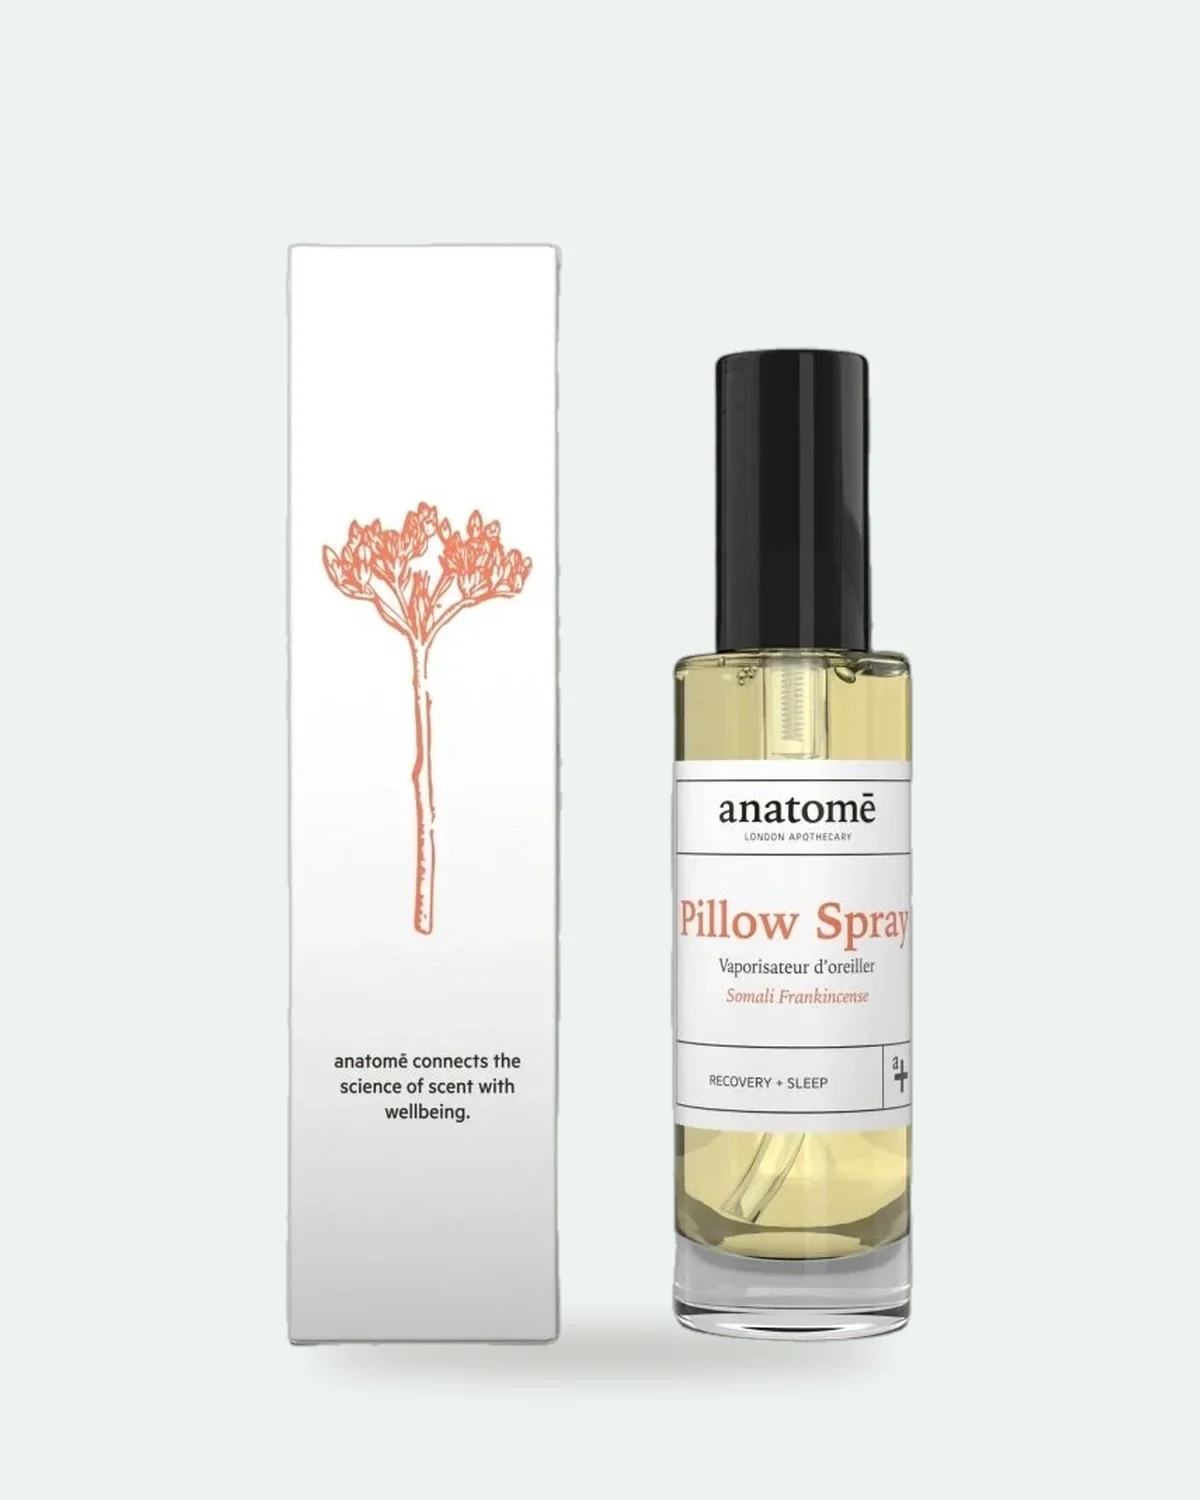 anatomē connects the
science of scent with
wellbeing.
anatomē
LONDON APOTHECARY
Pillow Spray
Vaporisateur d'oreiller
Somali Frankincense
RECOVERY + SLEEP
a+